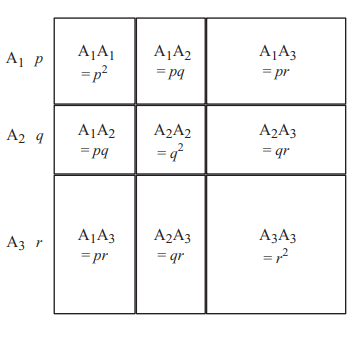 A₁ p
A₁A₁
= p²
A₁A₂
= pq
A₁A₃
= pr
A₂ q
A₁A₂
= pq
A₂A₂
= q²
A₂A₃
= qr
A₃ r
A₁A₃
= pr
A₂A₃
= qr
A₃A₃
= r²